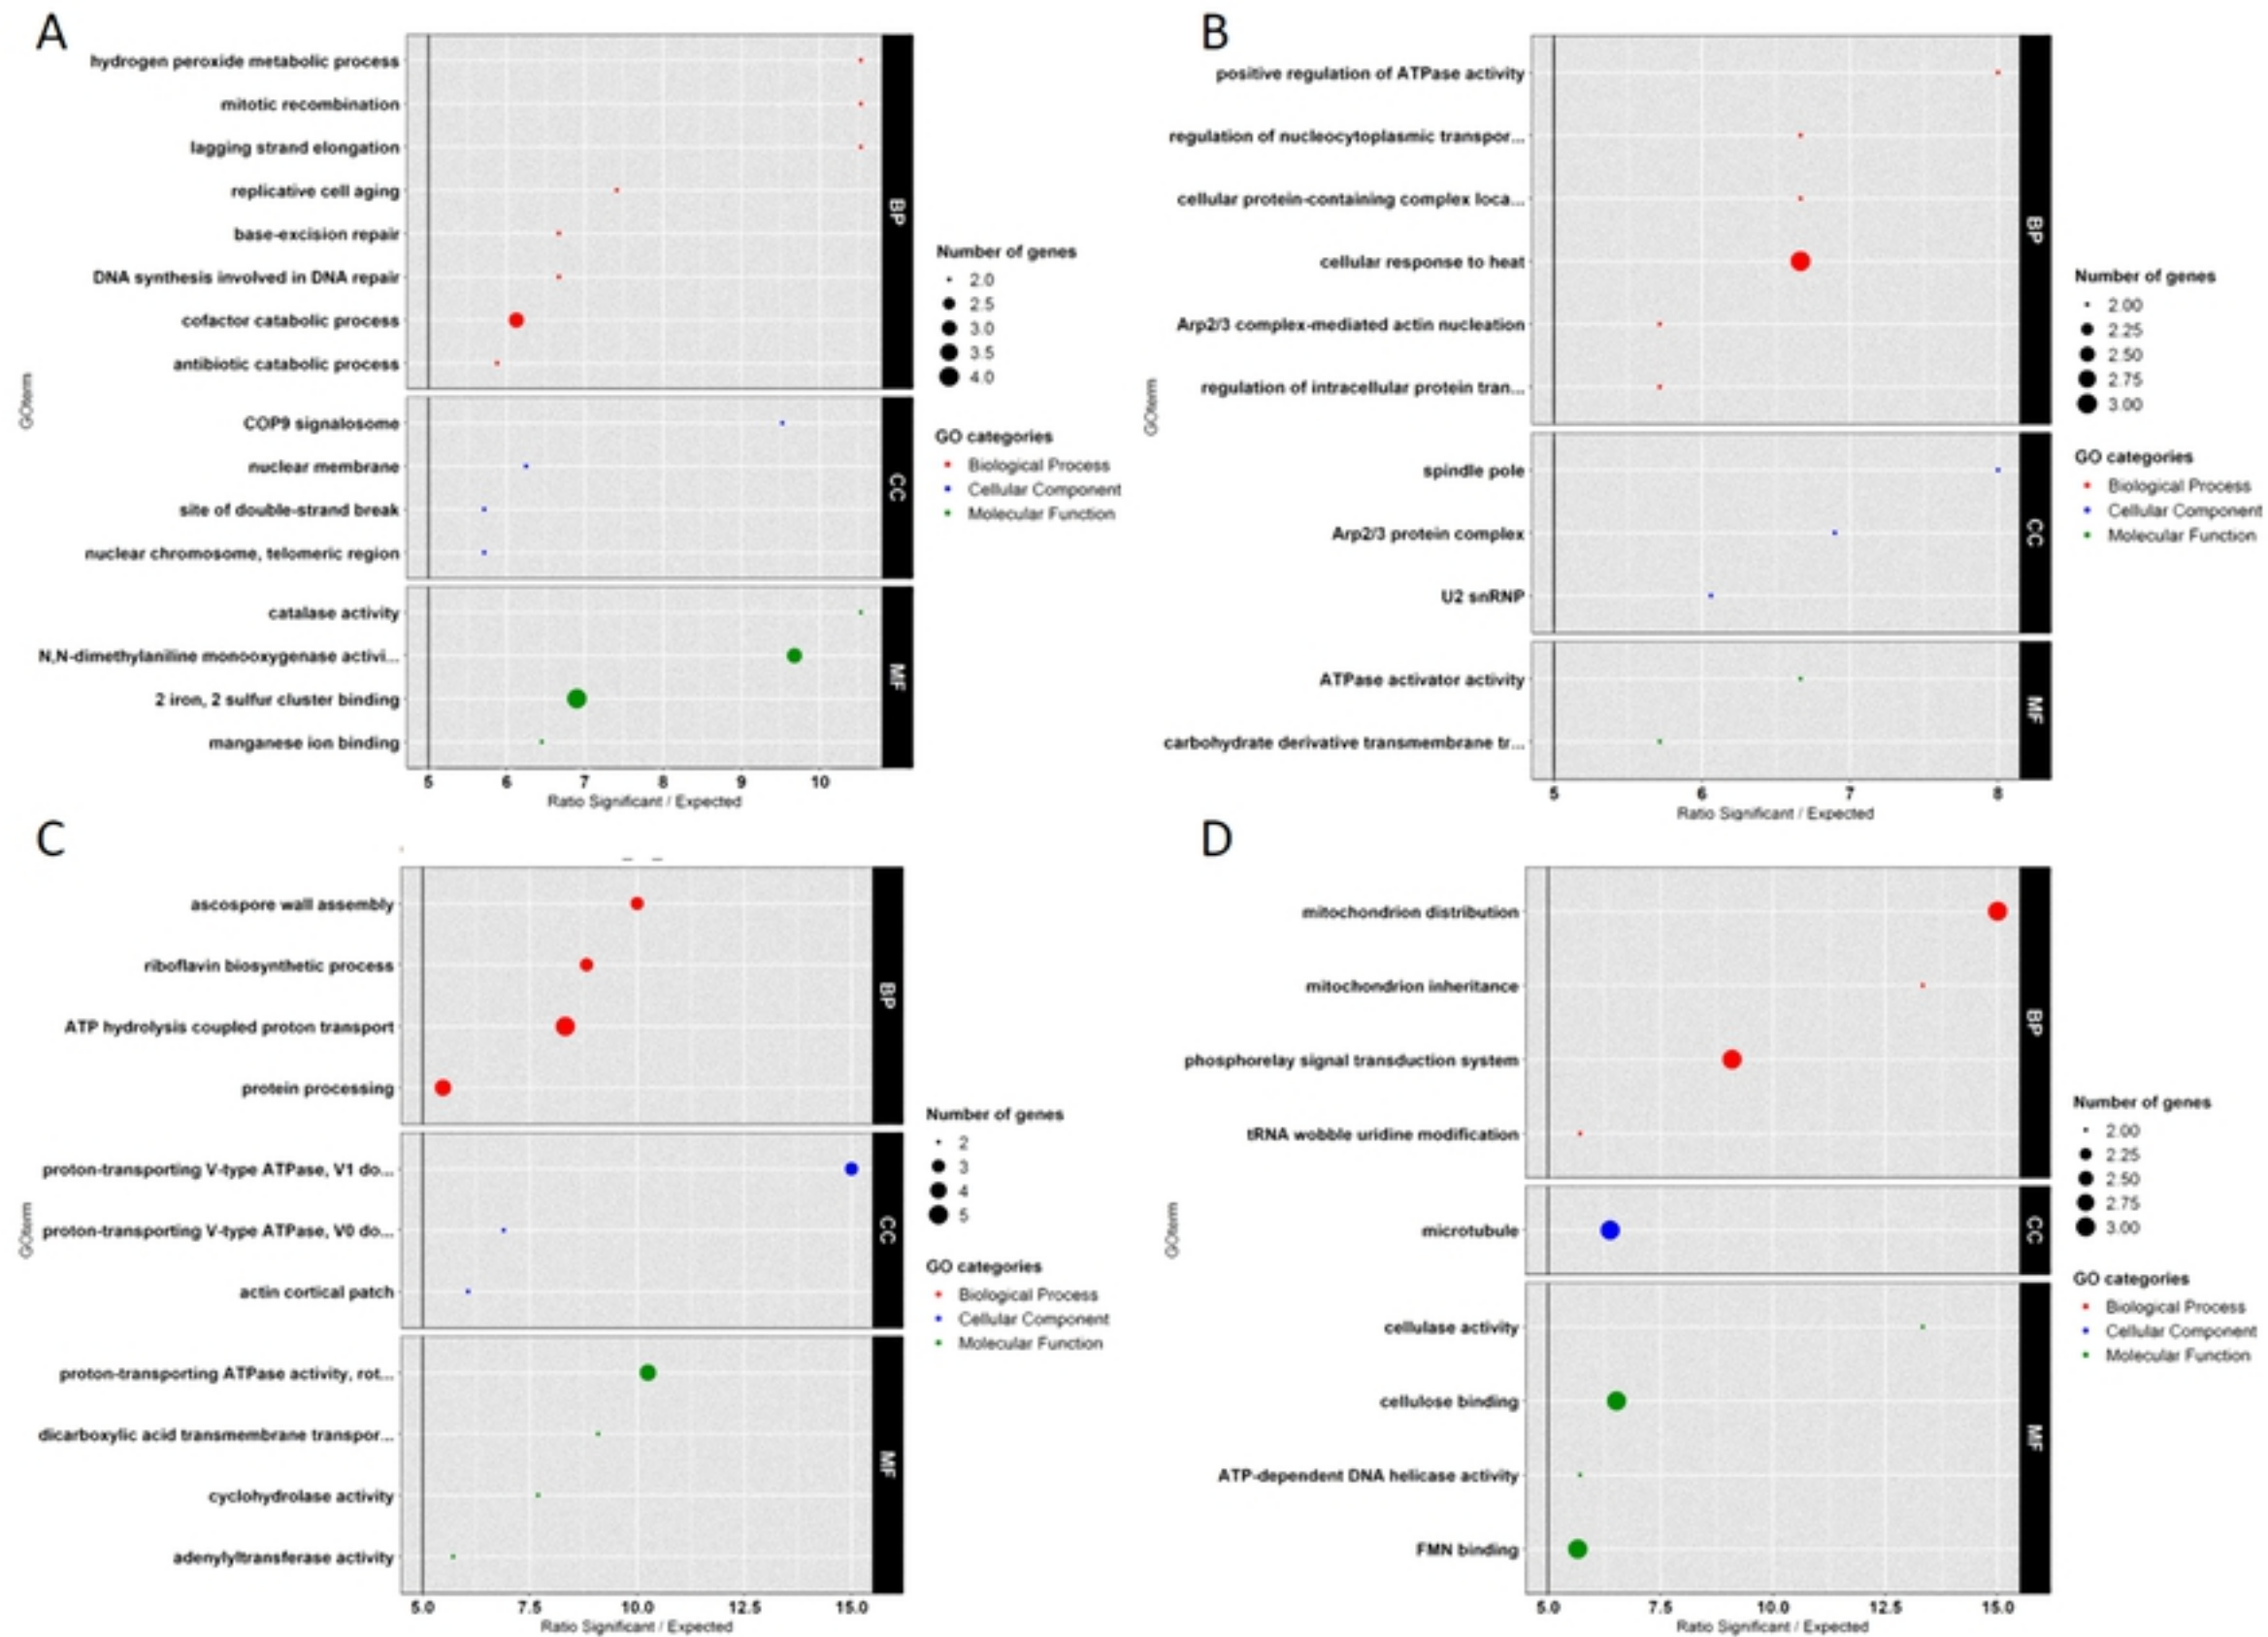 A
hydrogen peroxide metabolic process
mitotic recombination
lagging strand elongation
replicative cell aging
base-excision repair
DNA synthesis involved in DNA repair
cofactor catabolic process
antibiotic catabolic process
BP
COP9 signalosome
nuclear membrane
site of double-strand break
nuclear chromosome, telomeric region
CC
catalase activity
N,N-dimethylaniline monooxygenase activi...
2 iron, 2 sulfur cluster binding
manganese ion binding
MF
GOterm
5 6 7 8 9 10
Ratio Significant / Expected
Number of genes
2.0
2.5
3.0
3.5
4.0
GO categories
Biological Process
Cellular Component
Molecular Function
B
positive regulation of ATPase activity
regulation of nucleocytoplasmic transpor...
cellular protein-containing complex loca...
cellular response to heat
Arp2/3 complex-mediated actin nucleation
regulation of intracellular protein tran...
BP
spindle pole
Arp2/3 protein complex
U2 snRNP
CC
ATPase activator activity
carbohydrate derivative transmembrane tr...
MF
GOterm
5 6 7 8
Ratio Significant / Expected
Number of genes
2.00
2.25
2.50
2.75
3.00
GO categories
Biological Process
Cellular Component
Molecular Function
C
ascospore wall assembly
riboflavin biosynthetic process
ATP hydrolysis coupled proton transport
protein processing
BP
proton-transporting V-type ATPase, V1 do...
proton-transporting V-type ATPase, V0 do...
actin cortical patch
CC
proton-transporting ATPase activity, rot...
dicarboxylic acid transmembrane transpor...
cyclohydrolase activity
adenylyltransferase activity
MF
GOterm
5.0 7.5 10.0 12.5 15.0
Ratio Significant / Expected
Number of genes
2
3
4
5
GO categories
Biological Process
Cellular Component
Molecular Function
D
mitochondrion distribution
mitochondrion inheritance
phosphorelay signal transduction system
tRNA wobble uridine modification
BP
microtubule
CC
cellulase activity
cellulose binding
ATP-dependent DNA helicase activity
FMN binding
MF
GOterm
5.0 7.5 10.0 12.5 15.0
Ratio Significant / Expected
Number of genes
2.00
2.25
2.50
2.75
3.00
GO categories
Biological Process
Cellular Component
Molecular Function